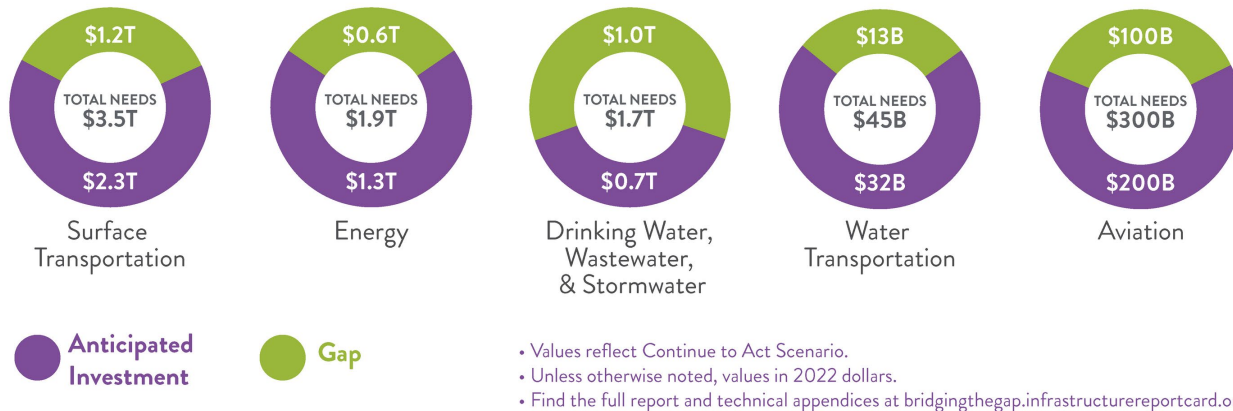 $1.2T
TOTAL NEEDS
$3.5T
$2.3T
Surface
Transportation
$0.6T
TOTAL NEEDS
$1.9T
$1.3T
Energy
$1.0T
TOTAL NEEDS
$1.7T
$0.7T
Drinking Water,
Wastewater,
& Stormwater
$13B
TOTAL NEEDS
$45B
$32B
Water
Transportation
$100B
TOTAL NEEDS
$300B
$200B
Aviation
Anticipated
Investment
Gap
• Values reflect Continue to Act Scenario.
• Unless otherwise noted, values in 2022 dollars.
• Find the full report and technical appendices at bridgingthegap.infrastructurereportcard.o